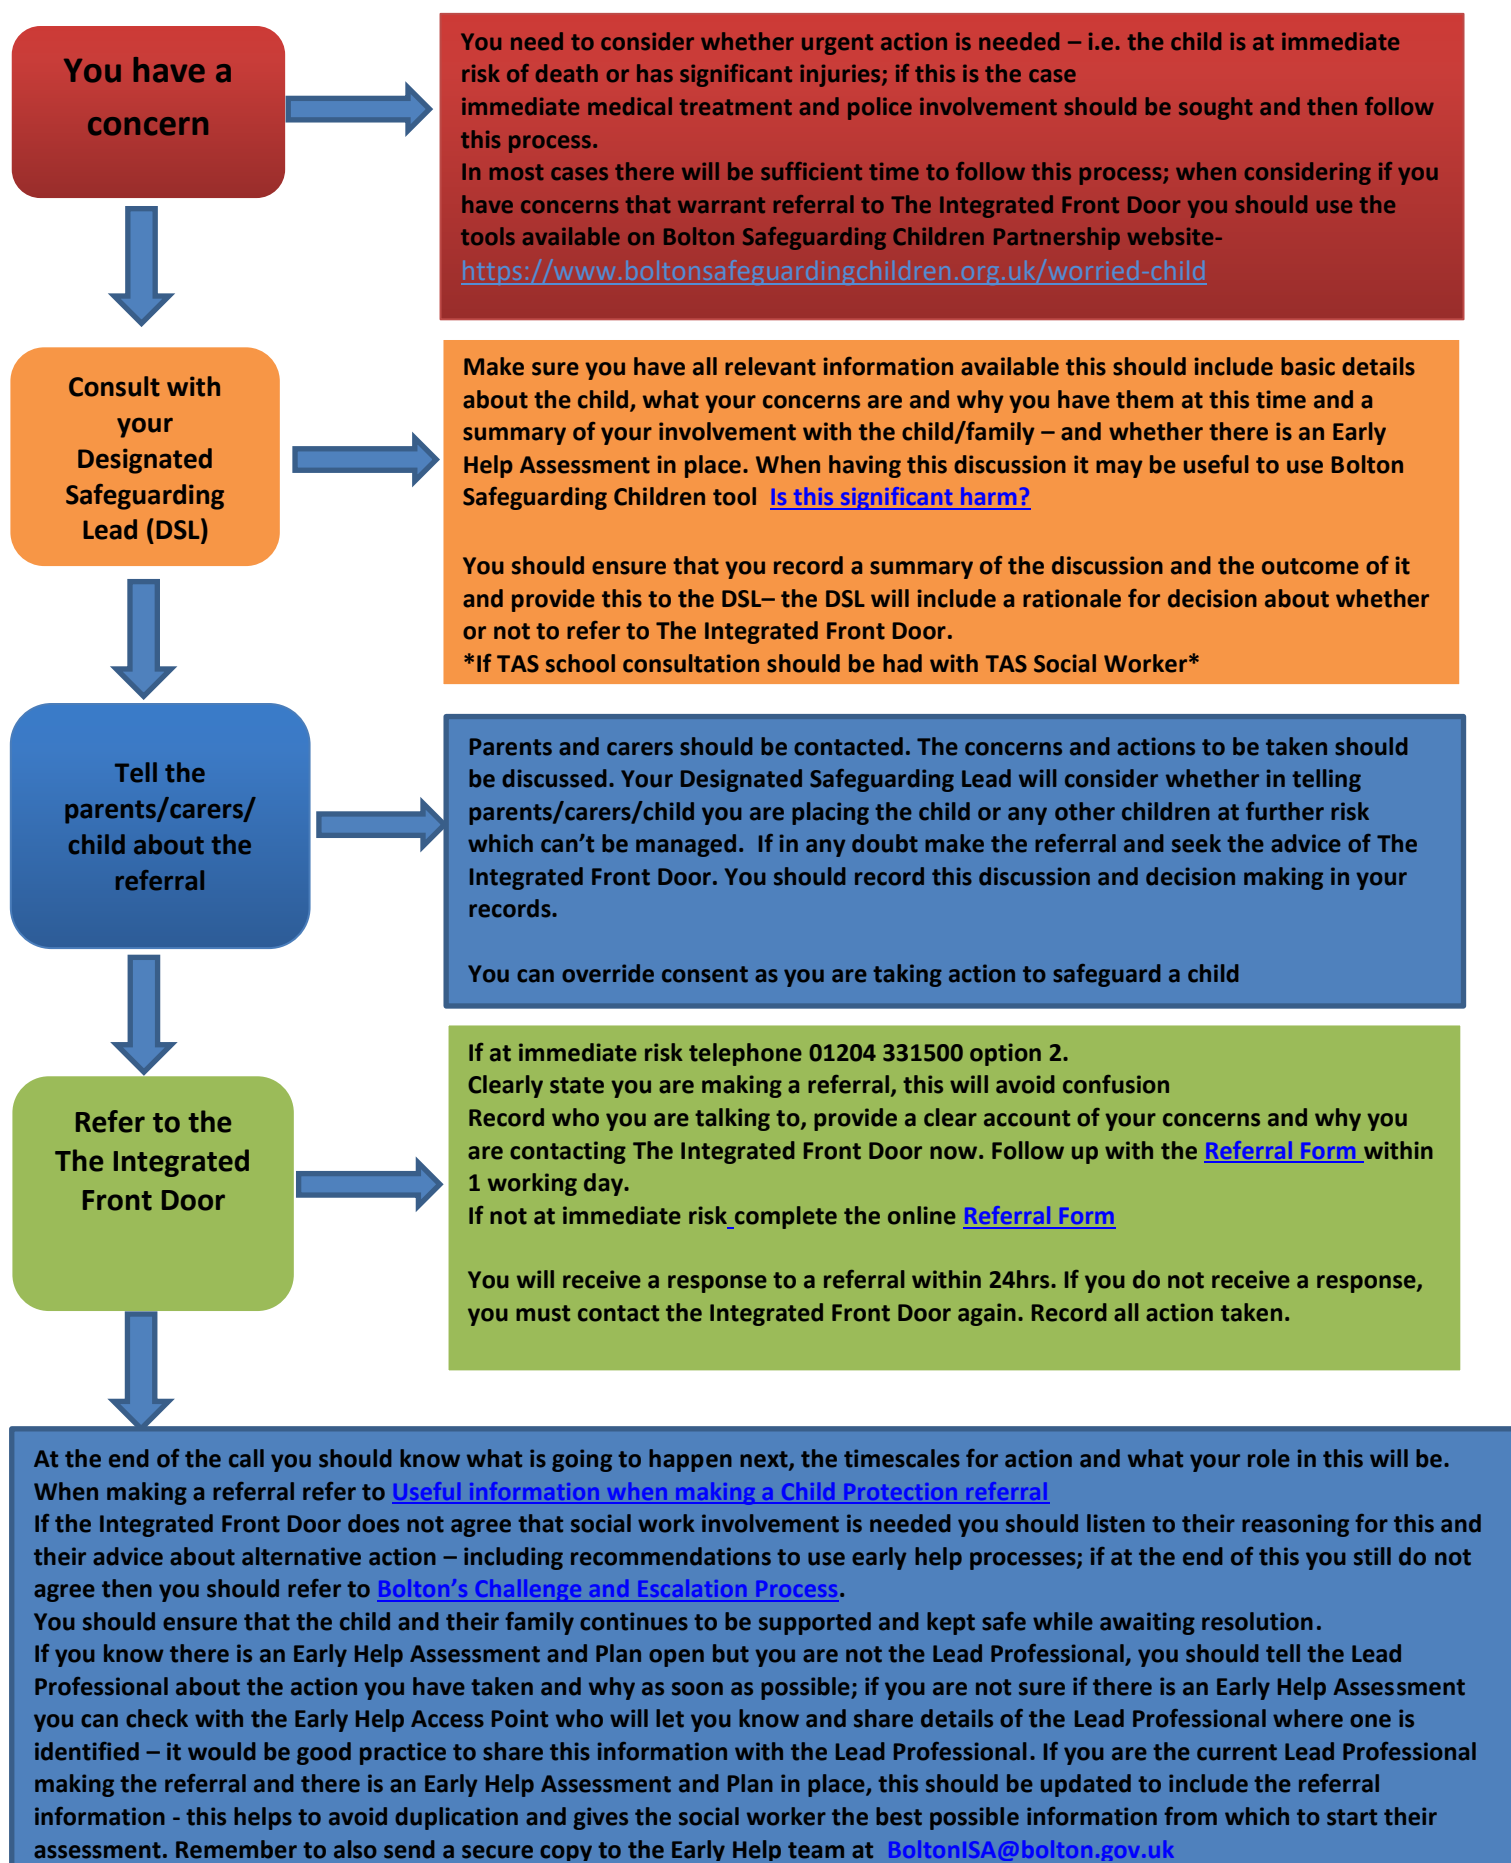 You have a
concern
You need to consider whether urgent action is needed – i.e. the child is at immediate
risk of death or has significant injuries; if this is the case
immediate medical treatment and police involvement should be sought and then follow
this process.
In most cases there will be sufficient time to follow this process; when considering if you
have concerns that warrant referral to The Integrated Front Door you should use the
tools available on Bolton Safeguarding Children Partnership website-
https://www.boltonsafeguardingchildren.org.uk/worried-child
Consult with
your
Designated
Safeguarding
Lead (DSL)
Make sure you have all relevant information available this should include basic details
about the child, what your concerns are and why you have them at this time and a
summary of your involvement with the child/family – and whether there is an Early
Help Assessment in place. When having this discussion it may be useful to use Bolton
Safeguarding Children tool  Is this significant harm?
You should ensure that you record a summary of the discussion and the outcome of it
and provide this to the DSL– the DSL will include a rationale for decision about whether
or not to refer to The Integrated Front Door.
*If TAS school consultation should be had with TAS Social Worker*
Tell the
parents/carers/
child about the
referral
Parents and carers should be contacted. The concerns and actions to be taken should
be discussed. Your Designated Safeguarding Lead will consider whether in telling
parents/carers/child you are placing the child or any other children at further risk
which can’t be managed.  If in any doubt make the referral and seek the advice of The
Integrated Front Door. You should record this discussion and decision making in your
records.
You can override consent as you are taking action to safeguard a child
Refer to the
The Integrated
Front Door
If at immediate risk telephone 01204 331500 option 2.
Clearly state you are making a referral, this will avoid confusion
Record who you are talking to, provide a clear account of your concerns and why you
are contacting The Integrated Front Door now. Follow up with the Referral Form within
1 working day.
If not at immediate risk complete the online Referral Form
You will receive a response to a referral within 24hrs. If you do not receive a response,
you must contact the Integrated Front Door again. Record all action taken.
At the end of the call you should know what is going to happen next, the timescales for action and what your role in this will be.
When making a referral refer to Useful information when making a Child Protection referral
If the Integrated Front Door does not agree that social work involvement is needed you should listen to their reasoning for this and
their advice about alternative action – including recommendations to use early help processes; if at the end of this you still do not
agree then you should refer to Bolton’s Challenge and Escalation Process.
You should ensure that the child and their family continues to be supported and kept safe while awaiting resolution.
If you know there is an Early Help Assessment and Plan open but you are not the Lead Professional, you should tell the Lead
Professional about the action you have taken and why as soon as possible; if you are not sure if there is an Early Help Assessment
you can check with the Early Help Access Point who will let you know and share details of the Lead Professional where one is
identified – it would be good practice to share this information with the Lead Professional. If you are the current Lead Professional
making the referral and there is an Early Help Assessment and Plan in place, this should be updated to include the referral
information - this helps to avoid duplication and gives the social worker the best possible information from which to start their
assessment. Remember to also send a secure copy to the Early Help team at  BoltonISA@bolton.gov.uk